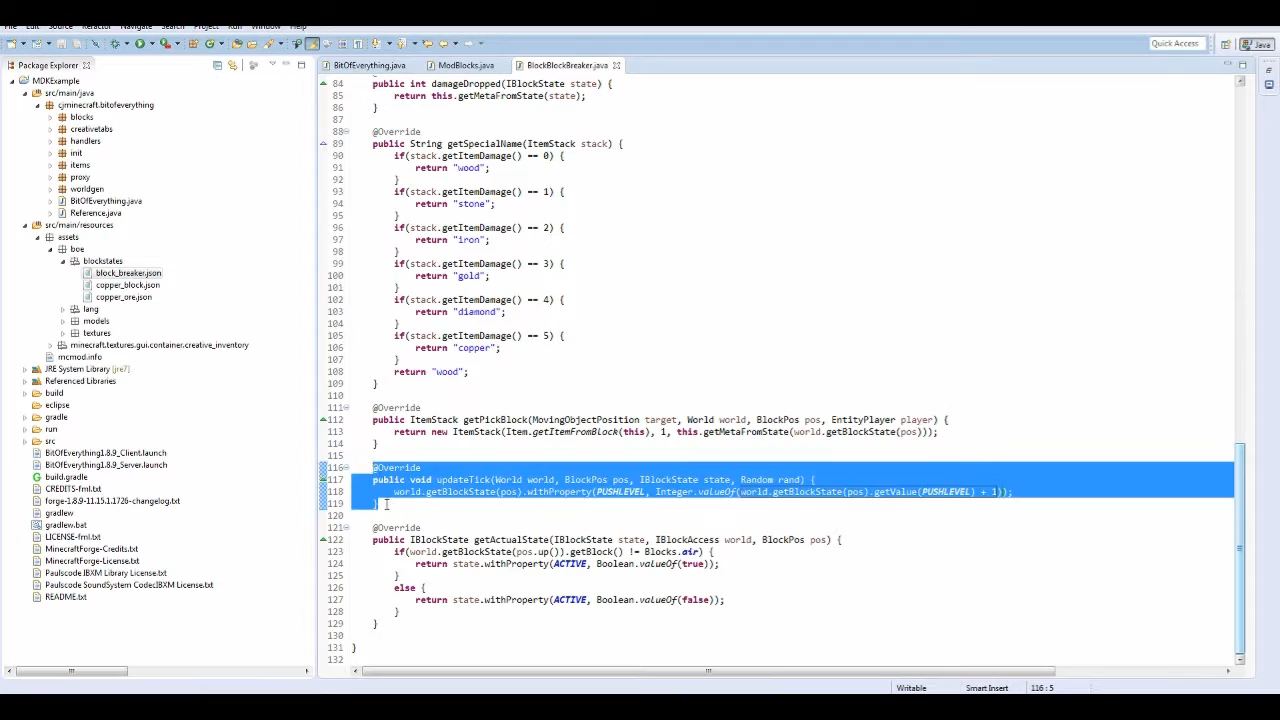 File Edit Source Refactor Navigate Search Project Run Window Help
Quick Access
Java
Package Explorer
BitOfEverything.java
ModBlocks.java
BlockBlockBreaker.java
MDKExample
src/main/java
cjminecraft.bitofeverything
blocks
creativetabs
handlers
init
items
proxy
worldgen
BitOfEverything.java
Reference.java
src/main/resources
assets
boe
blockstates
block_breaker.json
copper_block.json
copper_ore.json
lang
models
textures
minecraft.textures.gui.container.creative_inventory
mcmod.info
JRE System Library [jre7]
Referenced Libraries
build
eclipse
gradle
run
src
BitOfEverything1.8.9_Client.launch
BitOfEverything1.8.9_Server.launch
build.gradle
CREDITS-fml.txt
forge-1.8.9-11.15.1.1726-changelog.txt
gradlew
gradlew.bat
LICENSE-fml.txt
MinecraftForge-Credits.txt
MinecraftForge-License.txt
Paulscode IBXM Library License.txt
Paulscode SoundSystem CodecIBXM License.txt
README.txt
84 public int damageDropped(IBlockState state) {
85 return this.getMetaFromState(state);
86 }
87
88 @Override
89 public String getSpecialName(ItemStack stack) {
90 if(stack.getItemDamage() == 0) {
91 return "wood";
92 }
93 if(stack.getItemDamage() == 1) {
94 return "stone";
95 }
96 if(stack.getItemDamage() == 2) {
97 return "iron";
98 }
99 if(stack.getItemDamage() == 3) {
100 return "gold";
101 }
102 if(stack.getItemDamage() == 4) {
103 return "diamond";
104 }
105 if(stack.getItemDamage() == 5) {
106 return "copper";
107 }
108 return "wood";
109 }
110
111 @Override
112 public ItemStack getPickBlock(MovingObjectPosition target, World world, BlockPos pos, EntityPlayer player) {
113 return new ItemStack(Item.getItemFromBlock(this), 1, this.getMetaFromState(world.getBlockState(pos)));
114 }
115
116 @Override
117 public void updateTick(World world, BlockPos pos, IBlockState state, Random rand) {
118 world.getBlockState(pos).withProperty(PUSHLEVEL, Integer.valueOf(world.getBlockState(pos).getValue(PUSHLEVEL) + 1));
119 }
120
121 @Override
122 public IBlockState getActualState(IBlockState state, IBlockAccess world, BlockPos pos) {
123 if(world.getBlockState(pos.up()).getBlock() != Blocks.air) {
124 return state.withProperty(ACTIVE, Boolean.valueOf(true));
125 }
126 else {
127 return state.withProperty(ACTIVE, Boolean.valueOf(false));
128 }
129 }
130
131 }
132
Writable
Smart Insert
116 : 5